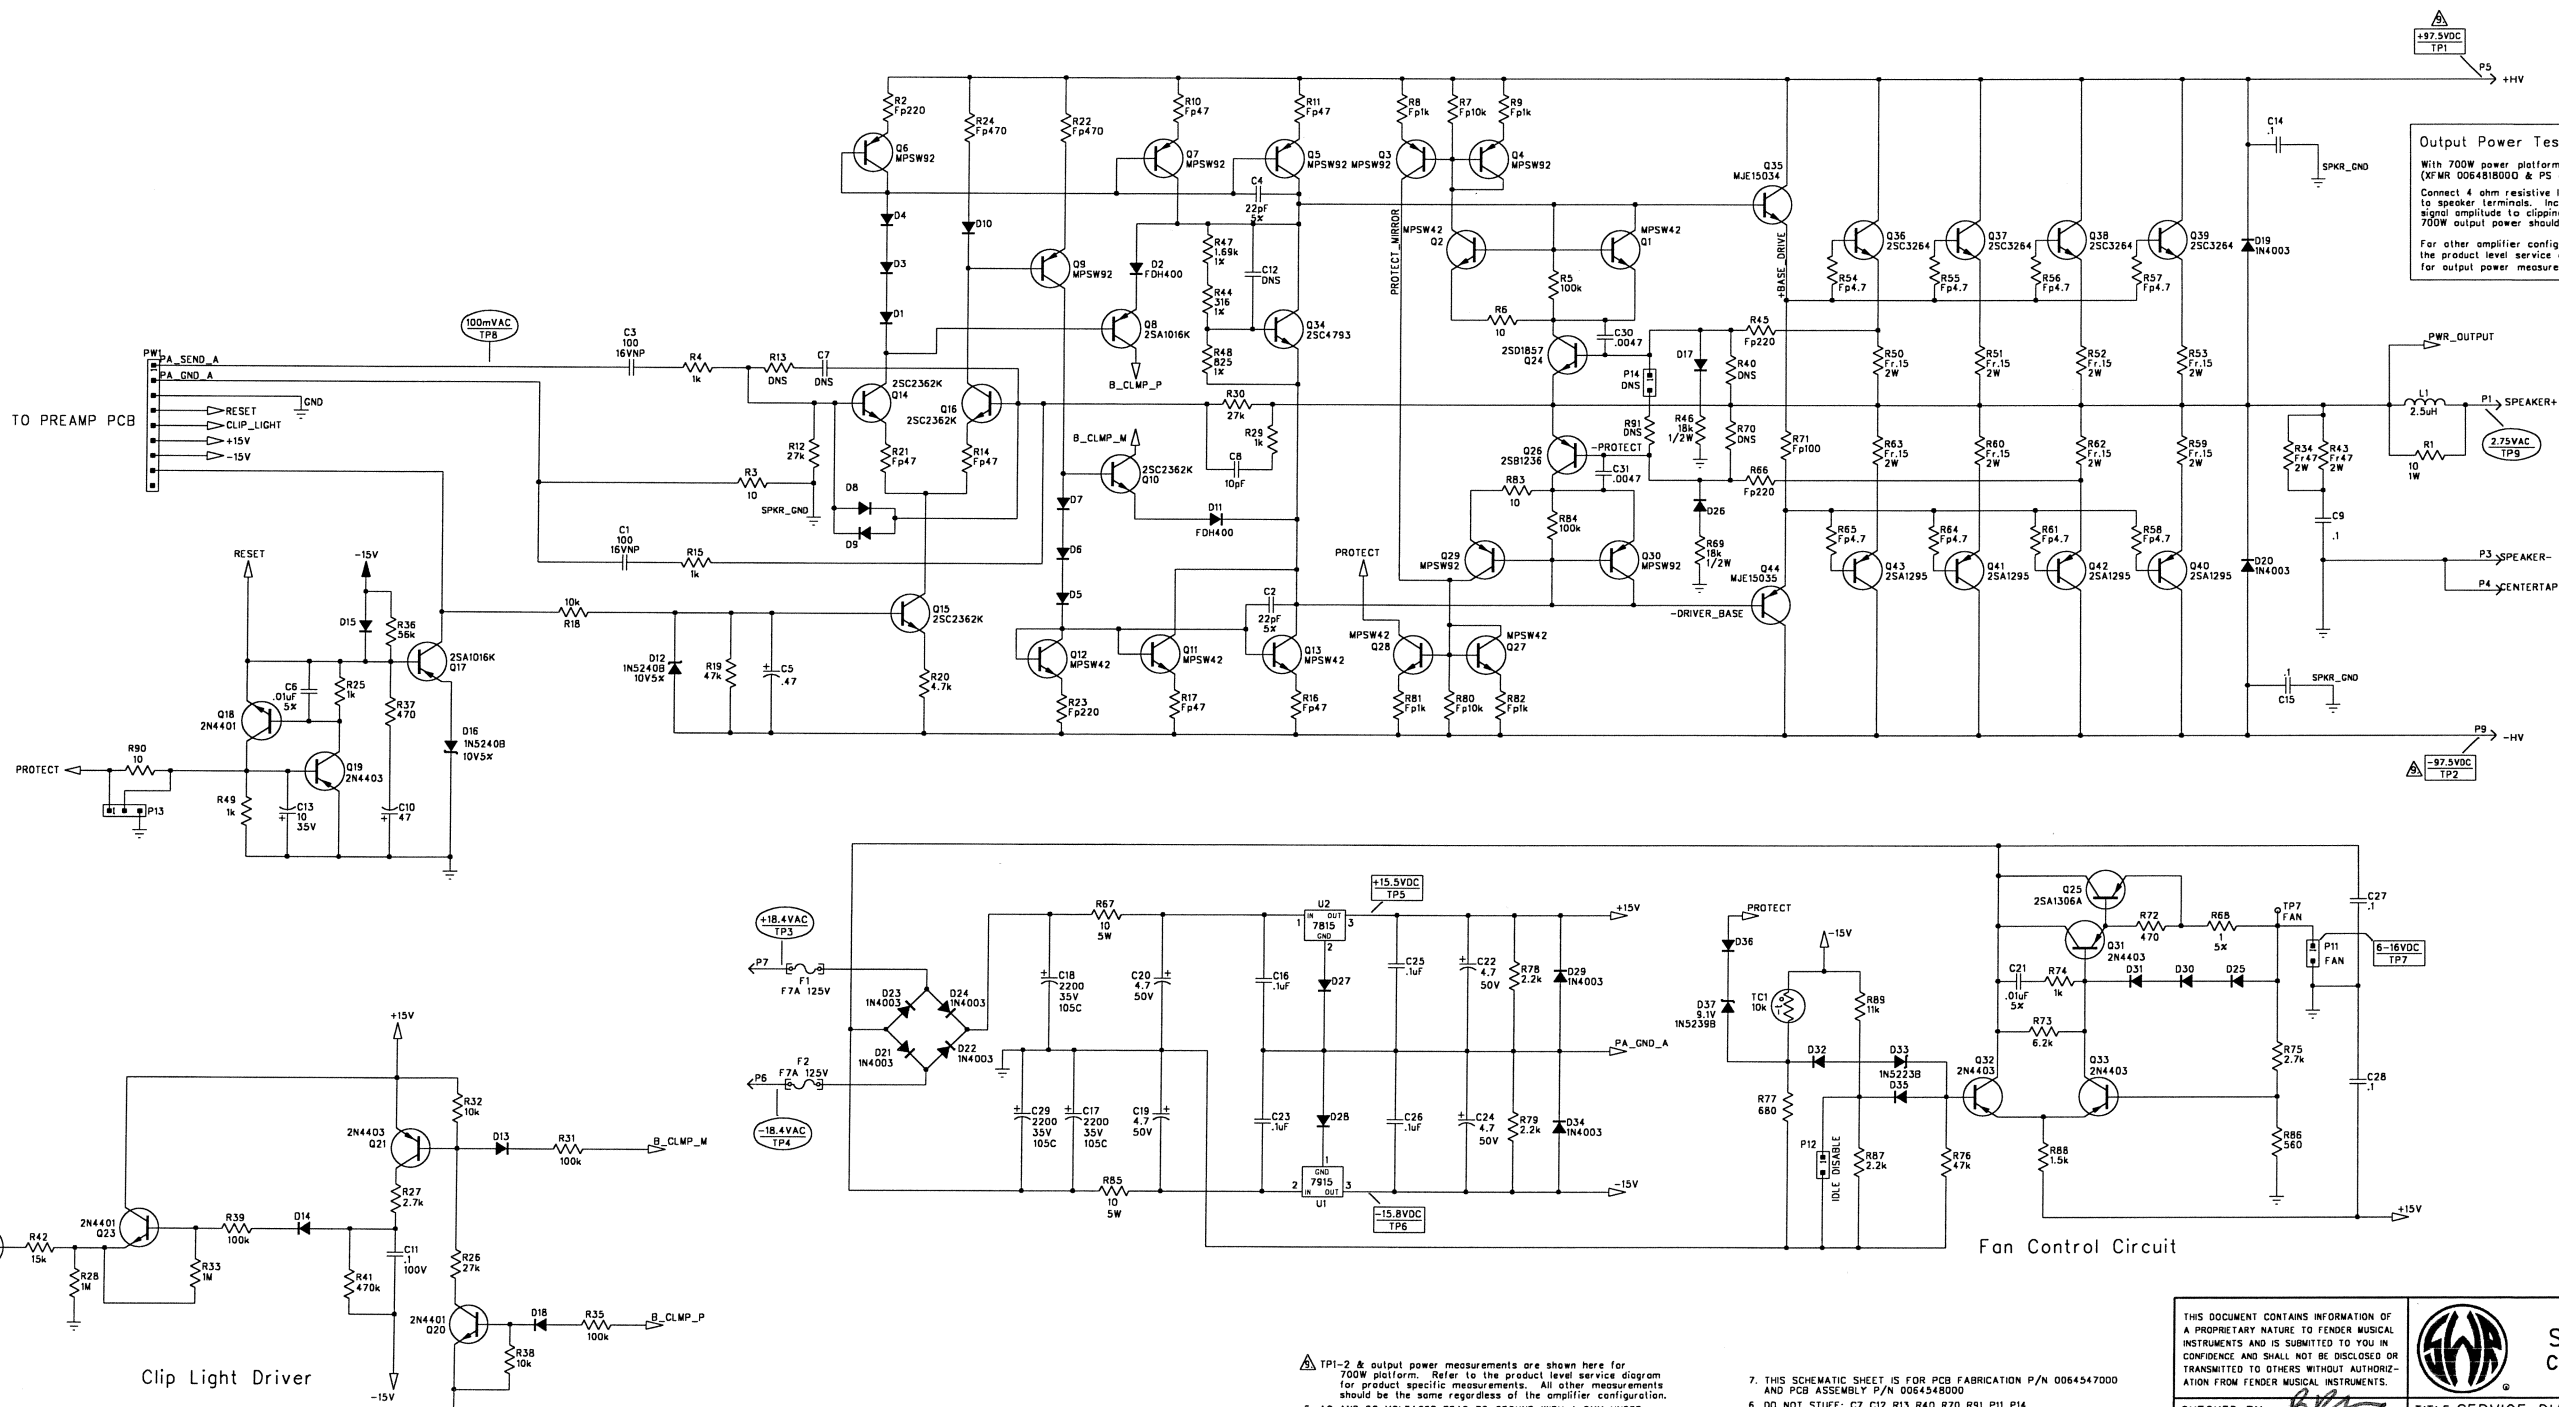 9
+97.5VDC
TP1
P5
+HV
R2
Fp220
R24
Fp470
R22
Fp470
R10
Fp47
R11
Fp47
R8
Fp1k
R7
Fp10k
R9
Fp1k
C14
.1
SPKR_GND
Output Power Tes
With 700W power platform
(XFMR 0064818000 & PS
Connect 4 ohm resistive l
to speaker terminals. Inc
signal amplitude to clippin
700W output power should
For other amplifier config
the product level service
for output power measure
Q6
MPSW92
Q7
MPSW92
Q5
MPSW92
Q3
MPSW92
Q4
MPSW92
Q35
MJE15034
C4
22pF
5%
D4
D10
D3
D1
Q9
MPSW92
D2
FDH400
R47
1.69k
1%
C12
DNS
R44
316
1%
R48
825
1%
Q8
2SA1016K
B_CLMP_P
Q34
2SC4793
PROTECT_MIRROR
MPSW42
Q2
MPSW42
Q1
R5
100k
R6
10
C30
.0047
2SD1857
Q24
+BASE_DRIVE
Q36
2SC3264
Q37
2SC3264
Q38
2SC3264
Q39
2SC3264
R54
Fp4.7
R55
Fp4.7
R56
Fp4.7
R57
Fp4.7
D19
1N4003
100mVAC
TP8
PW1
PA_SEND_A
PA_GND_A
GND
RESET
CLIP_LIGHT
+15V
-15V
TO PREAMP PCB
C3
100
16VNP
R4
1k
R13
DNS
C7
DNS
2SC2362K
Q14
Q16
2SC2362K
R12
27k
R21
Fp47
R14
Fp47
R3
10
SPKR_GND
D8
D9
C1
100
16VNP
R15
1k
R30
27k
R29
1k
C8
10pF
B_CLMP_M
2SC2362K
Q10
D11
FDH400
D7
D6
D5
D17
R45
Fp220
R40
DNS
P14
DNS
R91
DNS
R46
18k
1/2W
R70
DNS
R71
Fp100
-PROTECT
Q26
2SB1236
C31
.0047
R66
Fp220
R83
10
R84
100k
D26
R69
18k
1/2W
R50
Fr.15
2W
R51
Fr.15
2W
R52
Fr.15
2W
R53
Fr.15
2W
R63
Fr.15
2W
R60
Fr.15
2W
R62
Fr.15
2W
R59
Fr.15
2W
PWR_OUTPUT
L1
2.5uH
P1
SPEAKER+
R1
10
1W
2.75VAC
TP9
R34
Fr47
2W
R43
Fr47
2W
C9
.1
P3
SPEAKER-
P4
CENTERTAP
R65
Fp4.7
R64
Fp4.7
R61
Fp4.7
R58
Fp4.7
Q43
2SA1295
Q41
2SA1295
Q42
2SA1295
Q40
2SA1295
D20
1N4003
Q44
MJE15035
-DRIVER_BASE
PROTECT
Q29
MPSW92
Q30
MPSW92
MPSW42
Q28
MPSW42
Q27
R81
Fp1k
R80
Fp10k
R82
Fp1k
C2
22pF
5%
Q12
MPSW42
Q11
MPSW42
Q13
MPSW42
R23
Fp220
R17
Fp47
R16
Fp47
Q15
2SC2362K
R20
4.7k
10k
R18
D12
1N5240B
10V5%
R19
47k
C5
.47
.1
SPKR_GND
C15
P9
-HV
9
-97.5VDC
TP2
RESET
-15V
D15
R36
56k
2SA1016K
Q17
C6
.01uF
5%
R25
1k
R37
470
Q18
2N4401
D16
1N5240B
10V5%
R90
10
PROTECT
P13
Q19
2N4403
R49
1k
C13
10
35V
C10
47
+18.4VAC
TP3
P7
F1
F7A 125V
D23
1N4003
D24
1N4003
D21
1N4003
D22
1N4003
F2
F7A 125V
P6
-18.4VAC
TP4
R67
10
5W
C18
2200
35V
105C
C20
4.7
50V
C16
.1uF
U2
IN OUT
7815
GND
1
3
2
+15.5VDC
TP5
+15V
D27
C25
.1uF
C22
4.7
50V
R78
2.2k
D29
1N4003
PA_GND_A
C29
2200
35V
105C
C17
2200
35V
105C
C19
4.7
50V
C23
.1uF
D28
C26
.1uF
C24
4.7
50V
R79
2.2k
D34
1N4003
R85
10
5W
1
GND
7915
IN OUT
2
3
U1
-15.8VDC
TP6
-15V
PROTECT
D36
-15V
TC1
10k
R89
11k
D37
9.1V
1N5239B
D32
D33
1N5223B
D35
R77
680
P12
IDLE DISABLE
R87
2.2k
R76
47k
Q32
2N4403
Q33
2N4403
R88
1.5k
Q25
2SA1306A
Q31
2N4403
R72
470
R68
1
5%
TP7
FAN
P11
FAN
6-16VDC
TP7
C27
.1
C21
.01uF
5%
R74
1k
D31
D30
D25
R73
6.2k
R75
2.7k
C28
.1
R86
560
+15V
Fan Control Circuit
+15V
R32
10k
2N4403
Q21
D13
R31
100k
B_CLMP_M
R27
2.7k
2N4401
Q23
R39
100k
D14
R42
15k
R28
1M
R33
1M
R41
470k
C11
.1
100V
R26
27k
2N4401
Q20
D18
R35
100k
B_CLMP_P
R38
10k
-15V
Clip Light Driver
9 TP1-2 & output power measurements are shown here for
700W platform. Refer to the product level service diagram
for product specific measurements. All other measurements
should be the same regardless of the amplifier configuration.
7. THIS SCHEMATIC SHEET IS FOR PCB FABRICATION P/N 0064547000
AND PCB ASSEMBLY P/N 0064548000
6. DO NOT STUFF: C7,C12,R13,R40,R70,R91,P11,P14
THIS DOCUMENT CONTAINS INFORMATION OF
A PROPRIETARY NATURE TO FENDER MUSICAL
INSTRUMENTS AND IS SUBMITTED TO YOU IN
CONFIDENCE AND SHALL NOT BE DISCLOSED OR
TRANSMITTED TO OTHERS WITHOUT AUTHORIZ-
ATION FROM FENDER MUSICAL INSTRUMENTS.
SWR